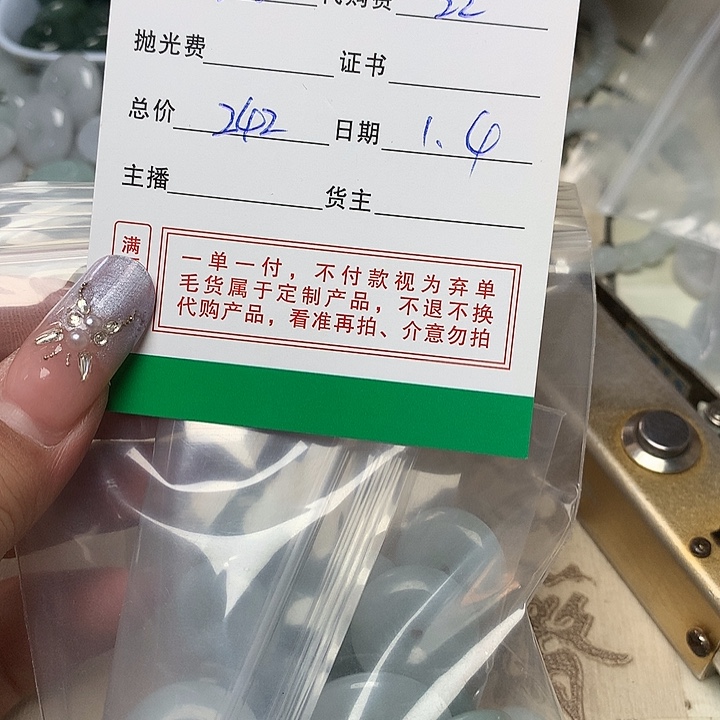 代购费 22
抛光费 证书
总价 242 日期 1.4
主播 货主
满
一单一付，不付款视为弃单
毛货属于定制产品，不退不换
代购产品，看准再拍、介意勿拍